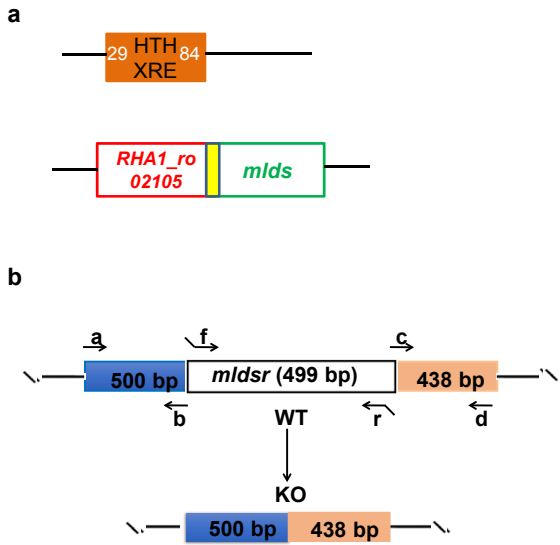 a
29 HTH 84
XRE
RHA1_ro
02105
mlds
b
a f c
500 bp mldsr (499 bp) 438 bp
b WT r d
KO
500 bp 438 bp